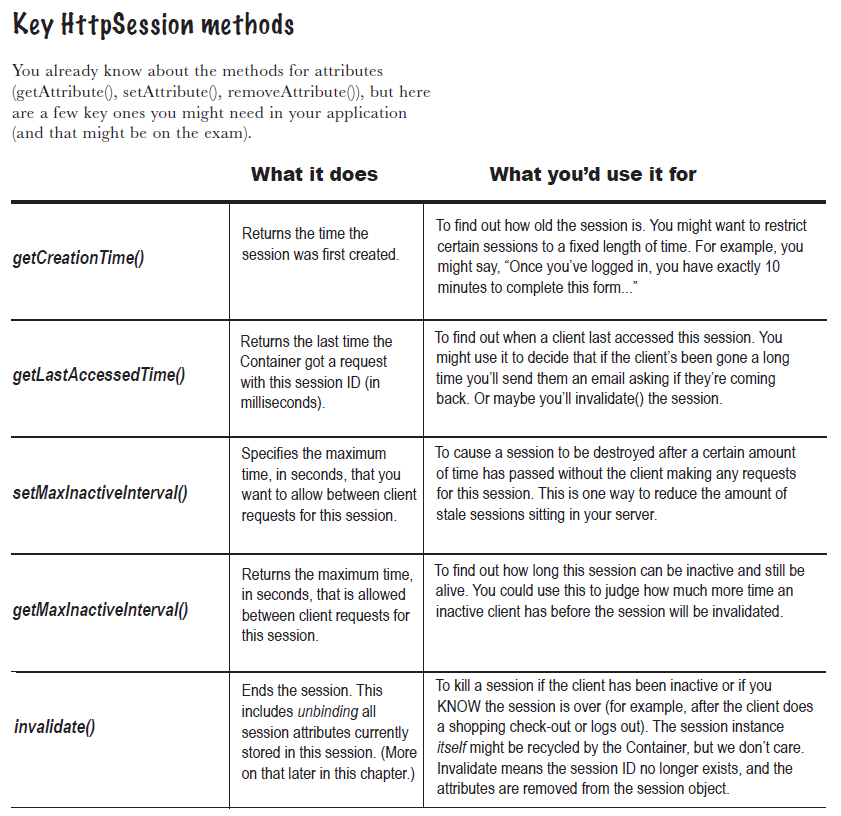 Key HttpSession methods
You already know about the methods for attributes
(getAttribute(), setAttribute(), removeAttribute()), but here
are a few key ones you might need in your application
(and that might be on the exam).
What it does
What you'd use it for
getCreationTime()
Returns the time the
session was first created.
To find out how old the session is. You might want to restrict
certain sessions to a fixed length of time. For example, you
might say, “Once you’ve logged in, you have exactly 10
minutes to complete this form...”
getLastAccessedTime()
Returns the last time the
Container got a request
with this session ID (in
milliseconds).
To find out when a client last accessed this session. You
might use it to decide that if the client’s been gone a long
time you’ll send them an email asking if they’re coming
back. Or maybe you’ll invalidate() the session.
setMaxInactiveInterval()
Specifies the maximum
time, in seconds, that you
want to allow between client
requests for this session.
To cause a session to be destroyed after a certain amount
of time has passed without the client making any requests
for this session. This is one way to reduce the amount of
stale sessions sitting in your server.
getMaxInactiveInterval()
Returns the maximum time,
in seconds, that is allowed
between client requests for
this session.
To find out how long this session can be inactive and still be
alive. You could use this to judge how much more time an
inactive client has before the session will be invalidated.
invalidate()
Ends the session. This
includes unbinding all
session attributes currently
stored in this session. (More
on that later in this chapter.)
To kill a session if the client has been inactive or if you
KNOW the session is over (for example, after the client does
a shopping check-out or logs out). The session instance
itself might be recycled by the Container, but we don’t care.
Invalidate means the session ID no longer exists, and the
attributes are removed from the session object.